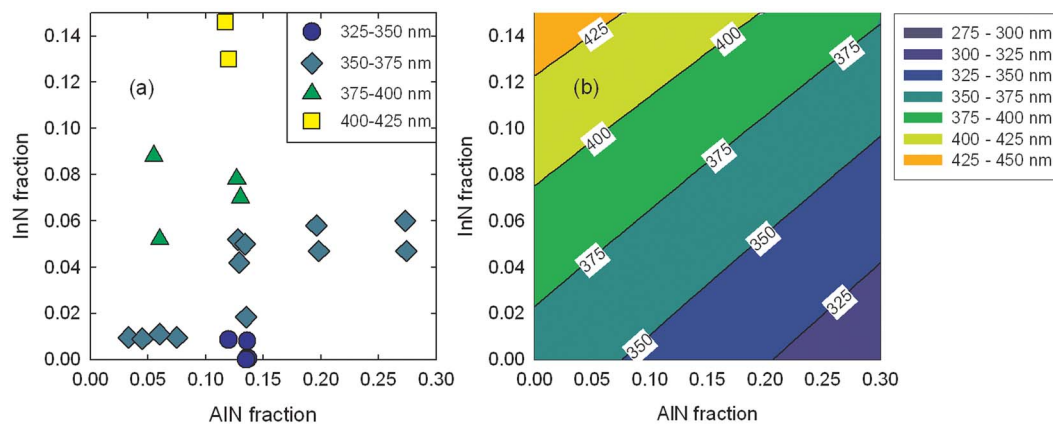 0.14
0.12
0.10
0.08
0.06
0.04
0.02
0.00
InN fraction
0.00 0.05 0.10 0.15 0.20 0.25 0.30
AlN fraction
(a)
325-350 nm
350-375 nm
375-400 nm
400-425 nm
0.14
0.12
0.10
0.08
0.06
0.04
0.02
0.00
InN fraction
0.00 0.05 0.10 0.15 0.20 0.25 0.30
AlN fraction
(b)
425
400
375
400
375
350
375
325
350
275 - 300 nm
300 - 325 nm
325 - 350 nm
350 - 375 nm
375 - 400 nm
400 - 425 nm
425 - 450 nm